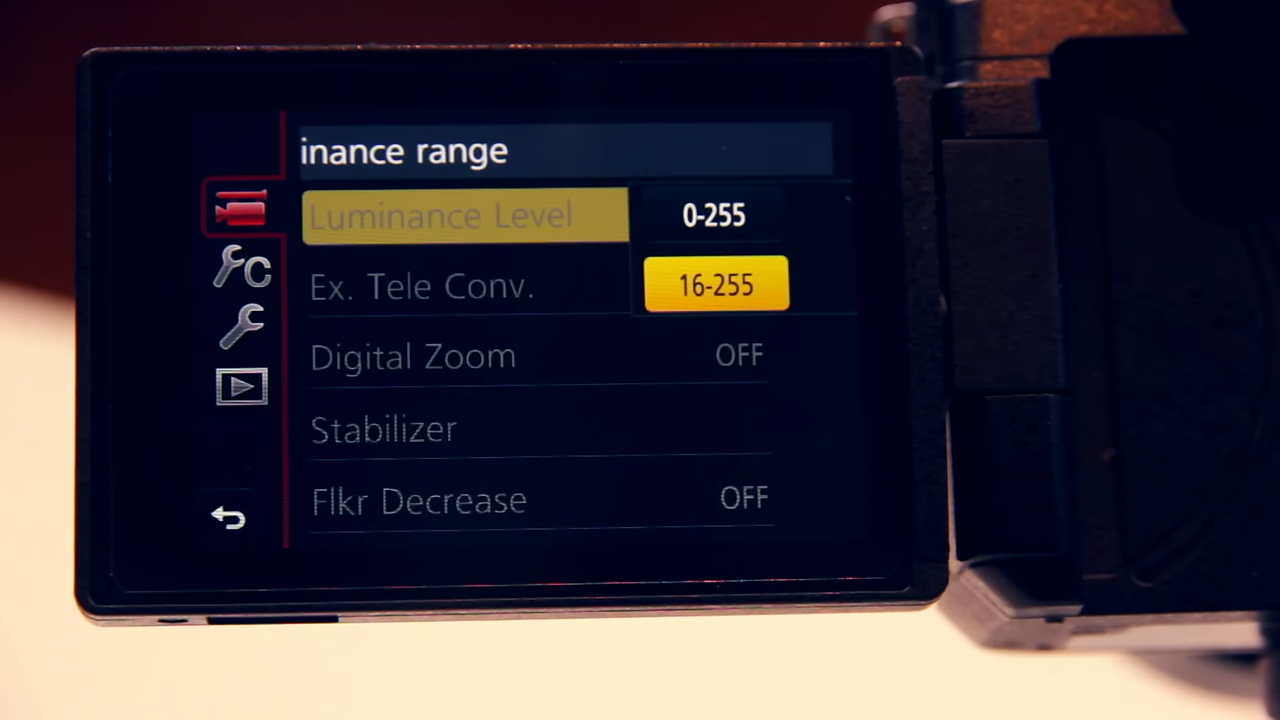 inance range
Luminance Level
0-255
Ex. Tele Conv.
16-255
Digital Zoom OFF
Stabilizer
Flkr Decrease OFF
C